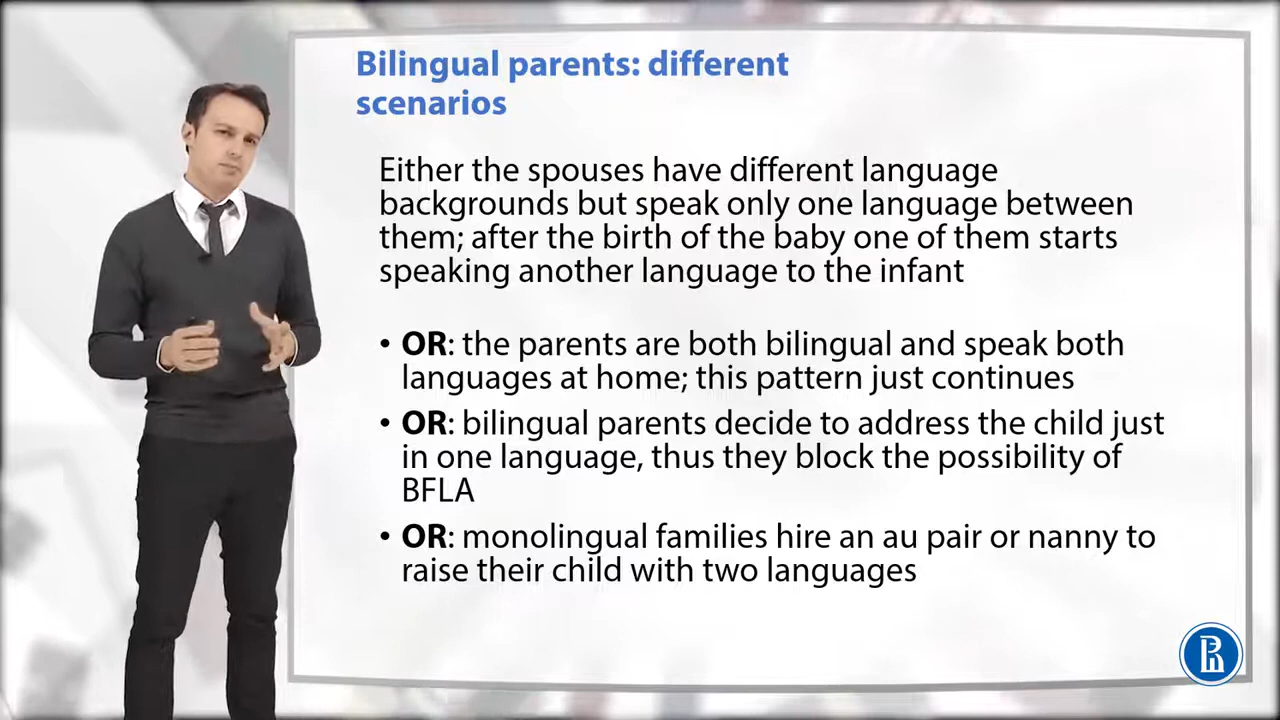 Bilingual parents: different
scenarios
Either the spouses have different language
backgrounds but speak only one language between
them; after the birth of the baby one of them starts
speaking another language to the infant
• OR: the parents are both bilingual and speak both
languages at home; this pattern just continues
• OR: bilingual parents decide to address the child just
in one language, thus they block the possibility of
BFLA
• OR: monolingual families hire an au pair or nanny to
raise their child with two languages